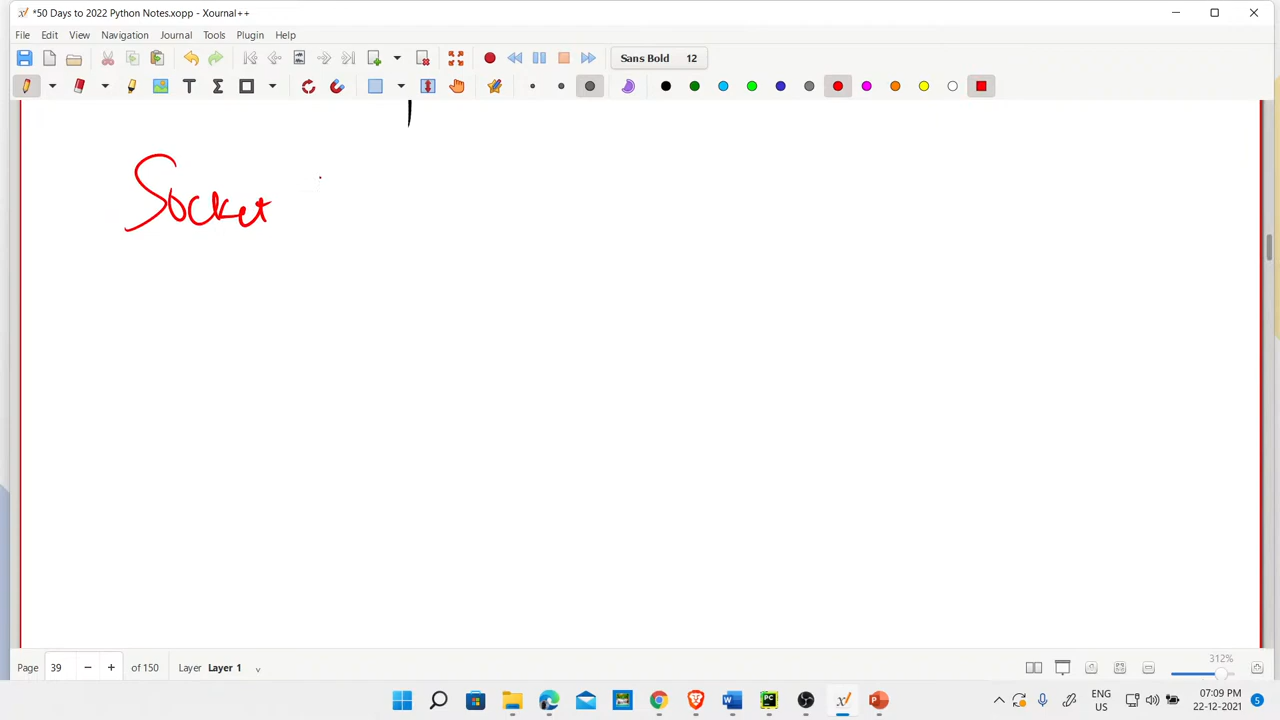 *50 Days to 2022 Python Notes.xopp - Xournal++
File Edit View Navigation Journal Tools Plugin Help
Sans Bold 12
Socket
Page 39 of 150 Layer Layer 1
312%
ENG
US
07:09 PM
22-12-2021
5